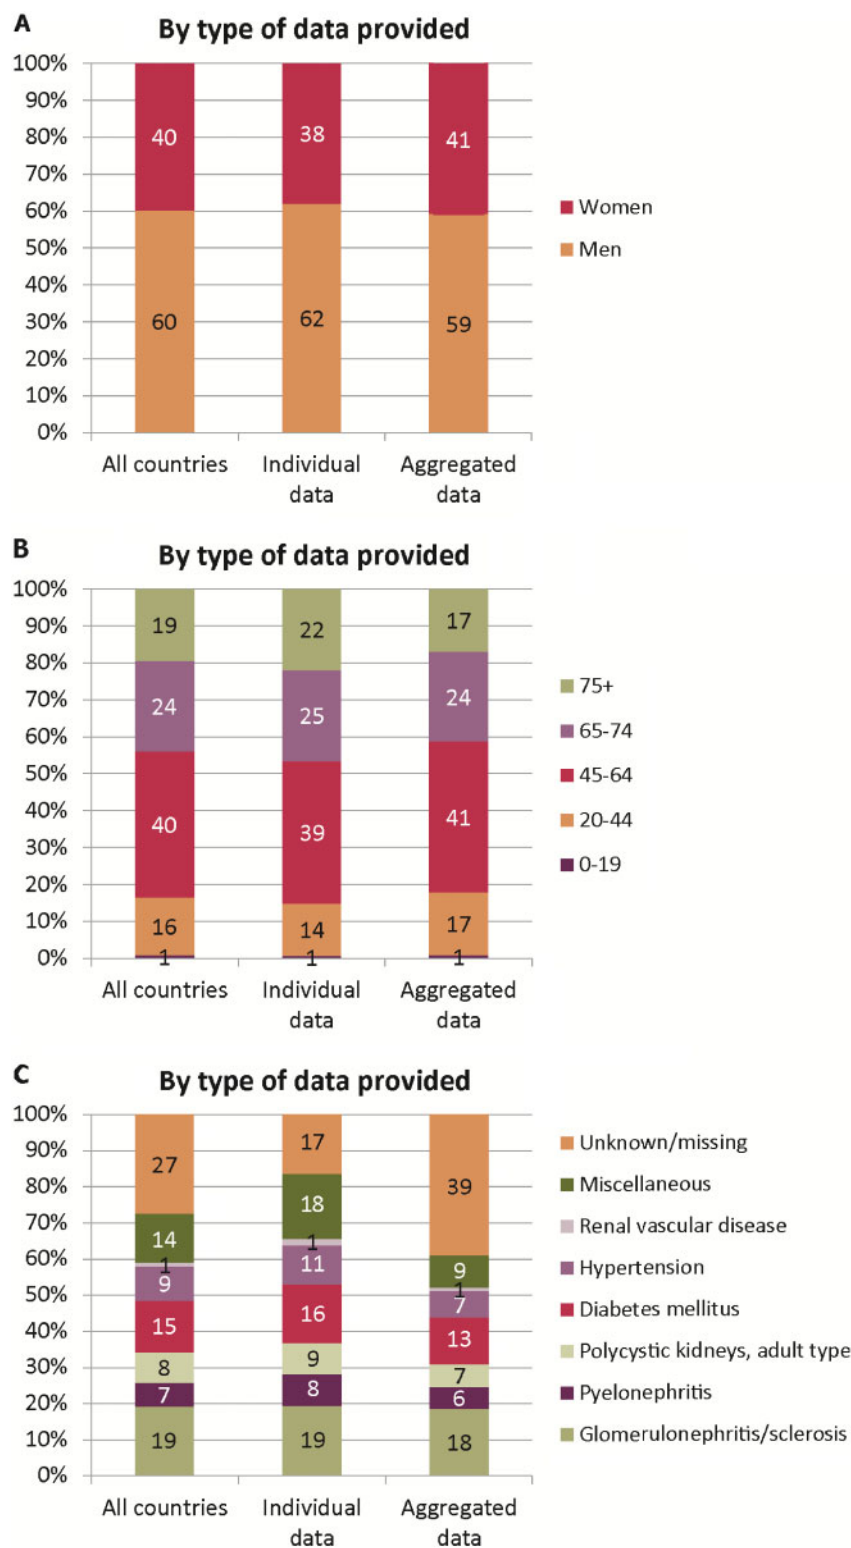 A
By type of data provided
100%
90%
80%
70%
60%
50%
40%
30%
20%
10%
0%
40
38
41
60
62
59
All countries
Individual
data
Aggregated
data
Women
Men
B
By type of data provided
100%
90%
80%
70%
60%
50%
40%
30%
20%
10%
0%
19
22
17
24
25
24
40
39
41
16
14
17
1
1
1
All countries
Individual
data
Aggregated
data
75+
65-74
45-64
20-44
0-19
C
By type of data provided
100%
90%
80%
70%
60%
50%
40%
30%
20%
10%
0%
27
17
39
14
18
9
1
1
1
9
11
7
15
16
13
8
9
7
7
8
6
19
19
18
All countries
Individual
data
Aggregated
data
Unknown/missing
Miscellaneous
Renal vascular disease
Hypertension
Diabetes mellitus
Polycystic kidneys, adult type
Pyelonephritis
Glomerulonephritis/sclerosis